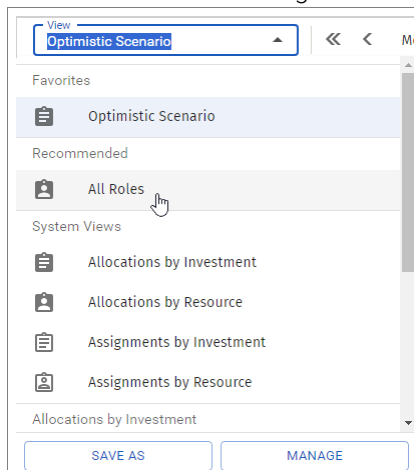 View
Optimistic Scenario
Favorites
Optimistic Scenario
Recommended
All Roles
System Views
Allocations by Investment
Allocations by Resource
Assignments by Investment
Assignments by Resource
Allocations by Investment
SAVE AS
MANAGE